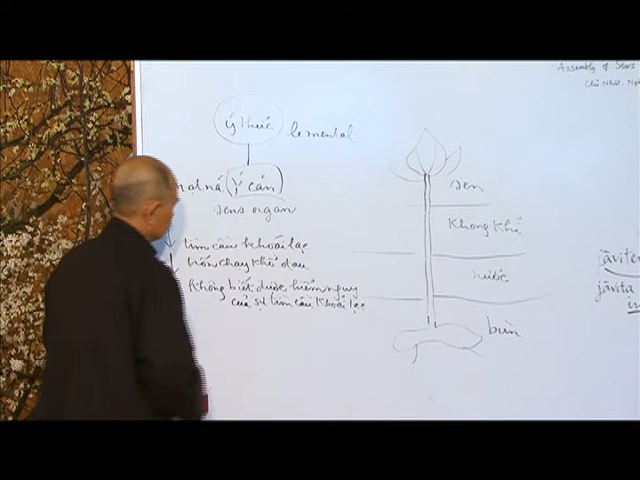 Assembly of Stars
ý thức
le mental
Ý căn
sens organ
tìm cầu khoái lạc
trốn chạy khổ đau
Không biết được hiểm nguy
của sự tìm cầu khoái lạc
sen
Không khí
nước
bùn
jāvita